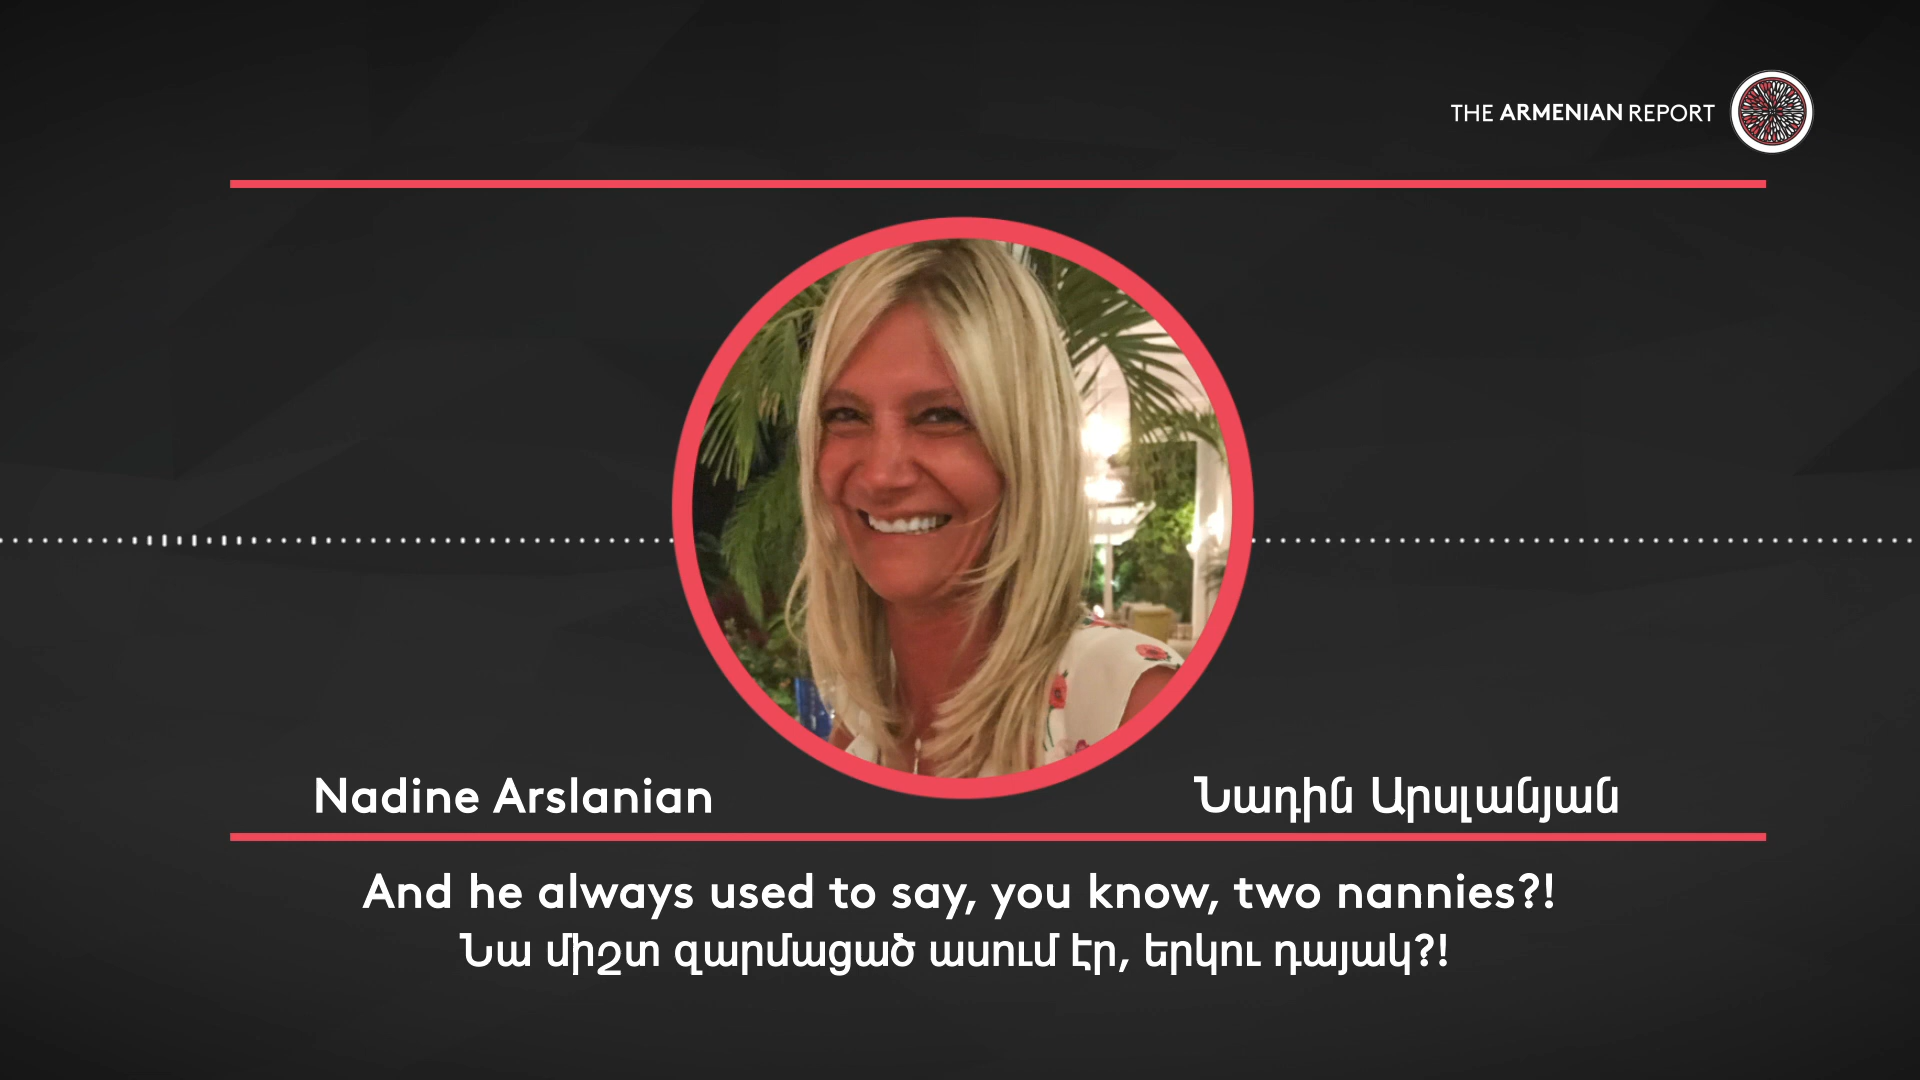 THE ARMENIAN REPORT
Nadine Arslanian
Նադին Արսլանյան
And he always used to say, you know, two nannies?!
Նա միշտ զարմացած ասում էր, երկու դայակ?!